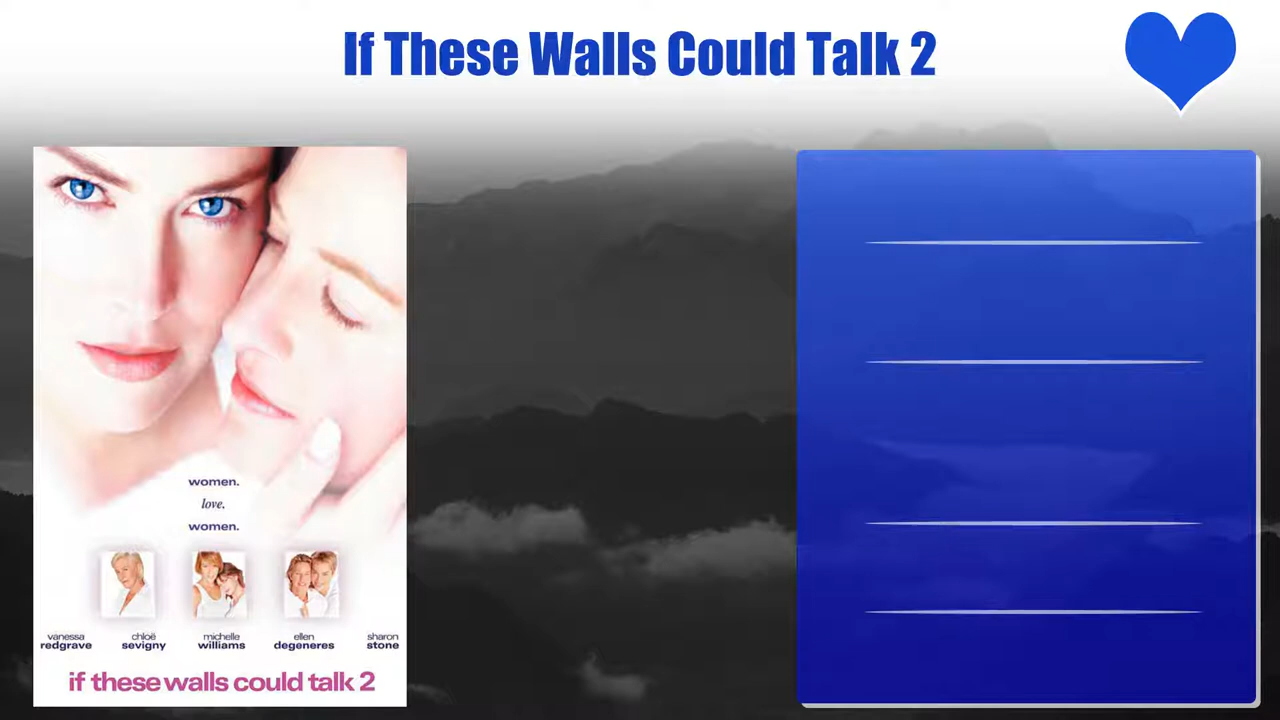 If These Walls Could Talk 2
women.
love.
women.
vanessa redgrave
chloë sevigny
michelle williams
ellen degeneres
sharon stone
if these walls could talk 2